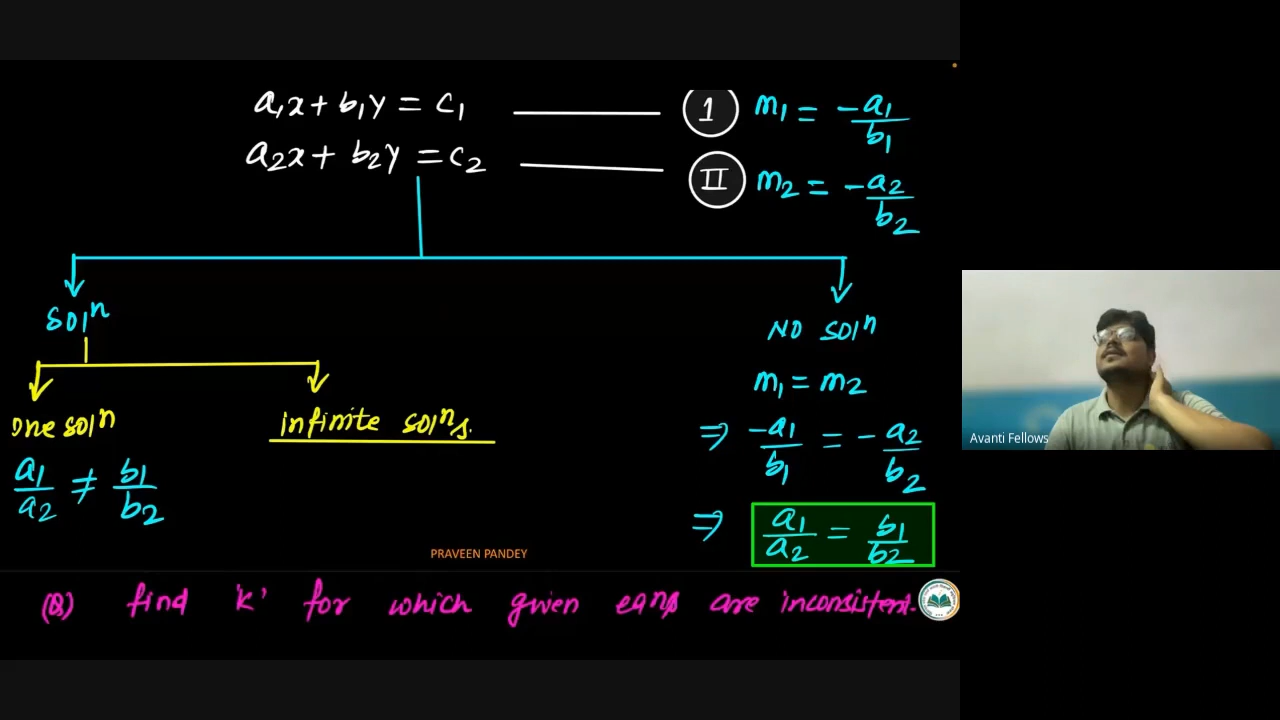 a₁x + b₁y = c₁ ——— I m₁ = -a₁/b₁
a₂x + b₂y = c₂ ——— II m₂ = -a₂/b₂
solⁿ
NO solⁿ
m₁ = m₂
one solⁿ
infinite solⁿs.
⇒ -a₁/b₁ = -a₂/b₂
a₁/a₂ ≠ b₁/b₂
⇒ a₁/a₂ = b₁/b₂
PRAVEEN PANDEY
(Q) find 'k' for which given eqns are inconsistent.
Avanti Fellows